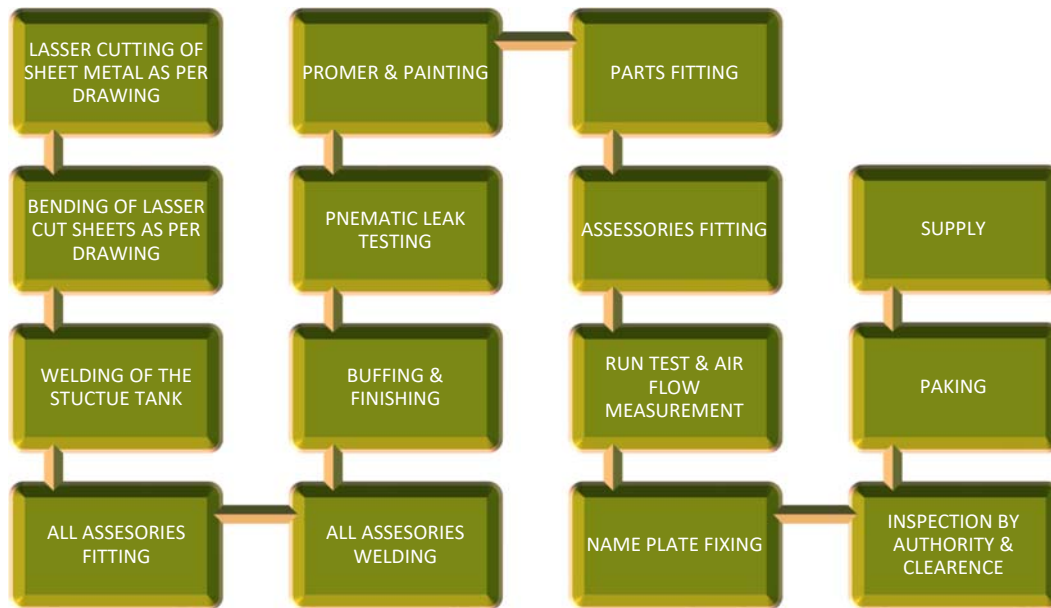 LASSER CUTTING OF
SHEET METAL AS PER
DRAWING
BENDING OF LASSER
CUT SHEETS AS PER
DRAWING
WELDING OF THE
STUCTUE TANK
ALL ASSESORIES
FITTING
ALL ASSESORIES
WELDING
BUFFING &
FINISHING
PNEMATIC LEAK
TESTING
PROMER & PAINTING
PARTS FITTING
ASSESSORIES FITTING
RUN TEST & AIR
FLOW
MEASUREMENT
NAME PLATE FIXING
INSPECTION BY
AUTHORITY &
CLEARENCE
PAKING
SUPPLY